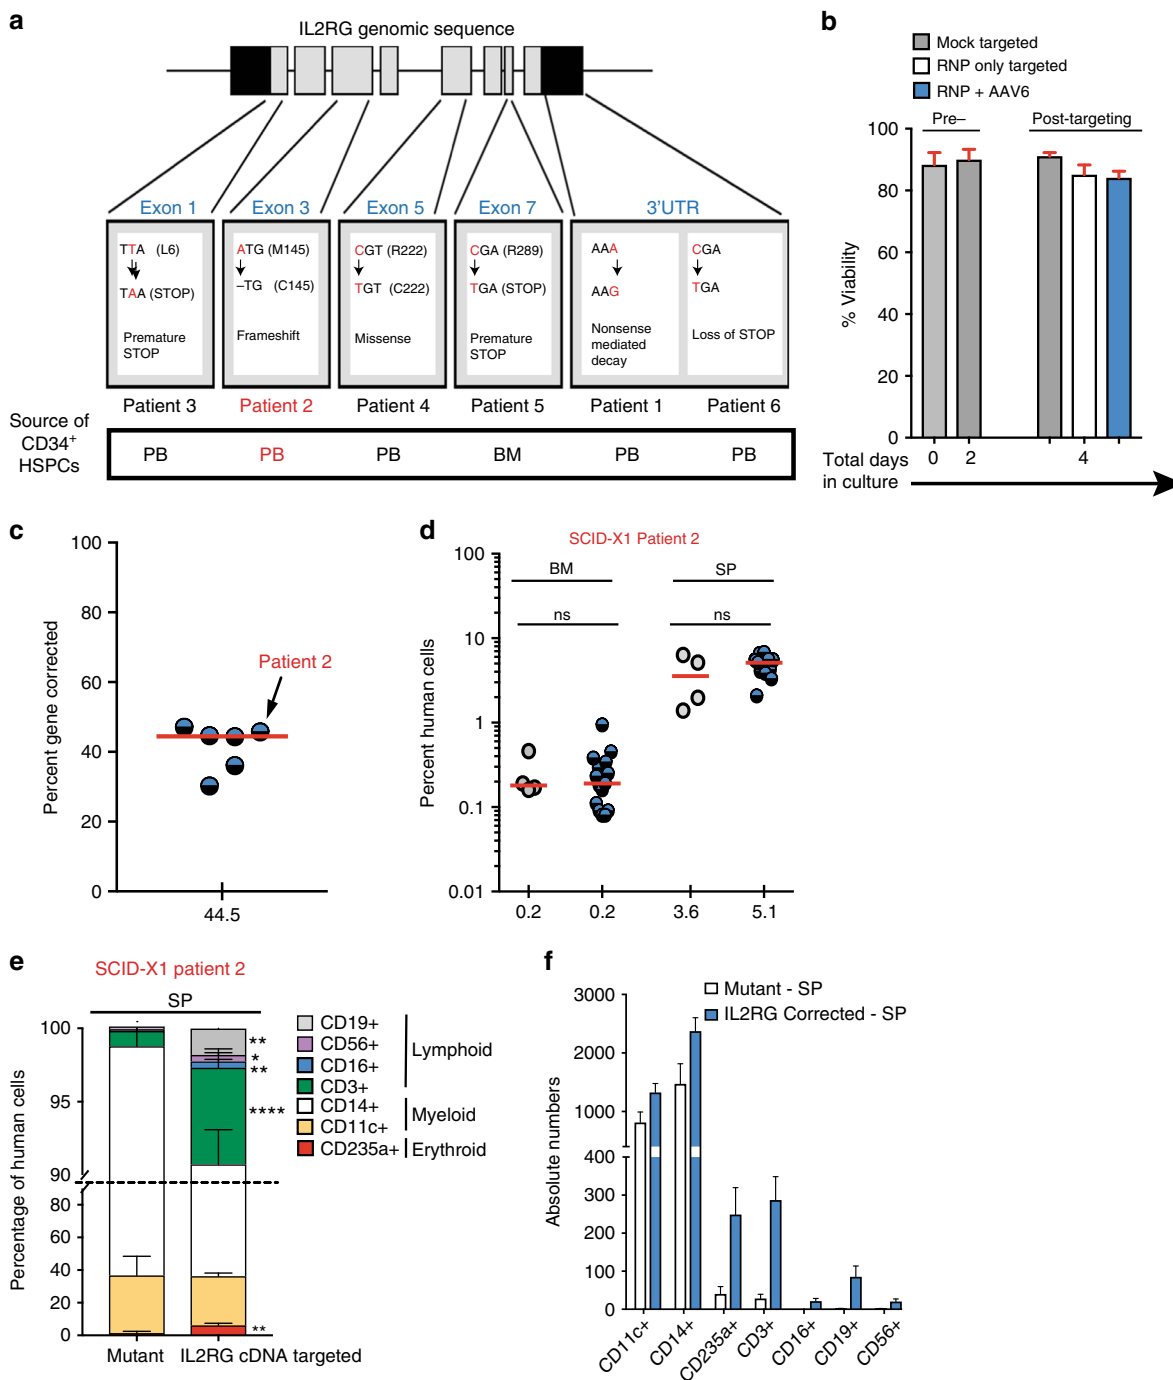 a
IL2RG genomic sequence
Exon 1 Exon 3 Exon 5 Exon 7 3'UTR
TTA (L6)
TAA (STOP)
Premature
STOP
ATG (M145)
–TG (C145)
Frameshift
CGT (R222)
TGT (C222)
Missense
CGA (R289)
TGA (STOP)
Premature
STOP
AAA
AAG
Nonsense
mediated
decay
CGA
TGA
Loss of STOP
Patient 3 Patient 2 Patient 4 Patient 5 Patient 1 Patient 6
Source of
CD34+
HSPCs
PB PB PB BM PB PB
b
Mock targeted
RNP only targeted
RNP + AAV6
Pre– Post-targeting
% Viability
100
80
60
40
20
0
Total days
in culture
0 2 4
c
Percent gene corrected
100
80
60
40
20
0
Patient 2
44.5
d
SCID-X1 Patient 2
BM SP
ns ns
Percent human cells
100
10
1
0.1
0.01
0.2 0.2 3.6 5.1
e
SCID-X1 patient 2
SP
Percentage of human cells
100
95
90
80
60
40
20
0
**
*
**
****
**
Mutant IL2RG cDNA targeted
CD19+
CD56+
CD16+
CD3+
CD14+
CD11c+
CD235a+
Lymphoid
Myeloid
Erythroid
f
Mutant - SP
IL2RG Corrected - SP
Absolute numbers
3000
2000
1000
400
300
200
100
0
CD11c+ CD14+ CD235a+ CD3+ CD16+ CD19+ CD56+